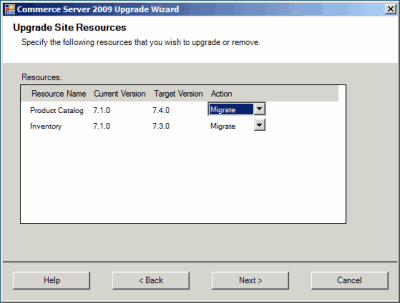 Commerce Server 2009 Upgrade Wizard
Upgrade Site Resources
Specify the following resources that you wish to upgrade or remove.
Resources:
Resource Name Current Version Target Version Action
Product Catalog 7.1.0 7.4.0 Migrate
Inventory 7.1.0 7.3.0 Migrate
Help < Back Next > Cancel